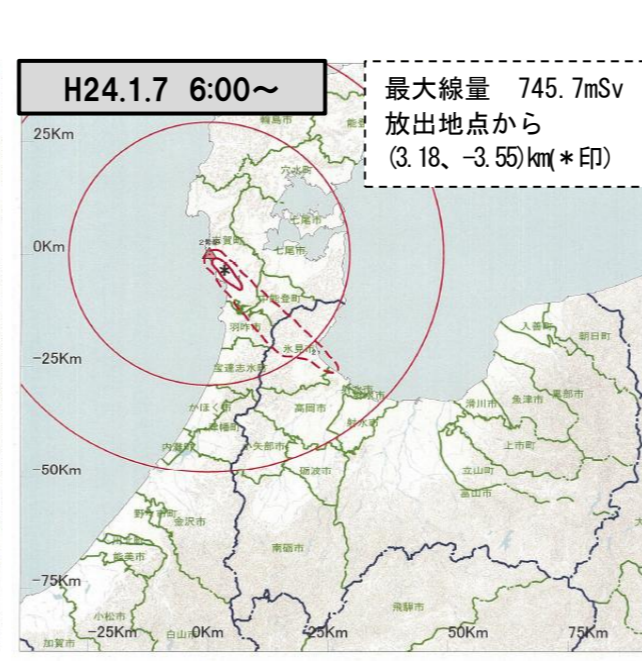 H24.1.7 6:00～
最大線量 745.7mSv
放出地点から
(3.18、-3.55)km(＊印)
25Km
輪島市
穴水町
七尾市
0Km
志賀町
七尾市
中能登町
羽咋市
氷見市
-25Km
宝達志水町
入善町
朝日町
かほく市
高岡市
射水市
滑川市
魚津市
黒部市
津幡町
内灘町
小矢部市
上市町
-50Km
砺波市
立山町
富山市
野々市町
金沢市
能美市
南砺市
-75Km
小松市
飛騨市
加賀市
-25Km
白山市
0Km
25Km
50Km
75Km